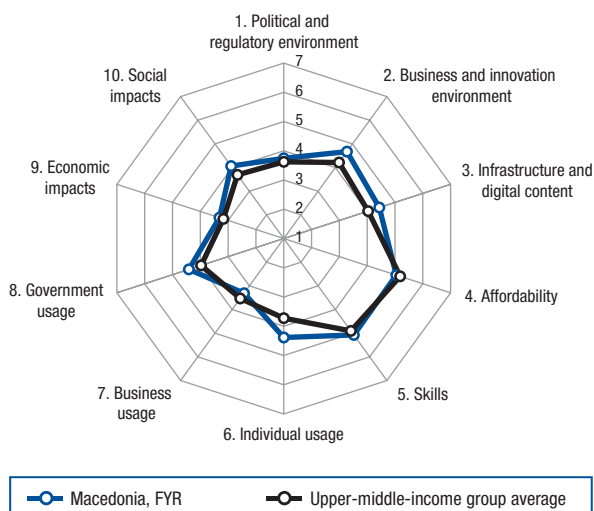 1. Political and
regulatory environment
2. Business and innovation
environment
3. Infrastructure and
digital content
4. Affordability
5. Skills
6. Individual usage
7. Business
usage
8. Government
usage
9. Economic
impacts
10. Social
impacts
7
6
5
4
3
2
1
Macedonia, FYR
Upper-middle-income group average